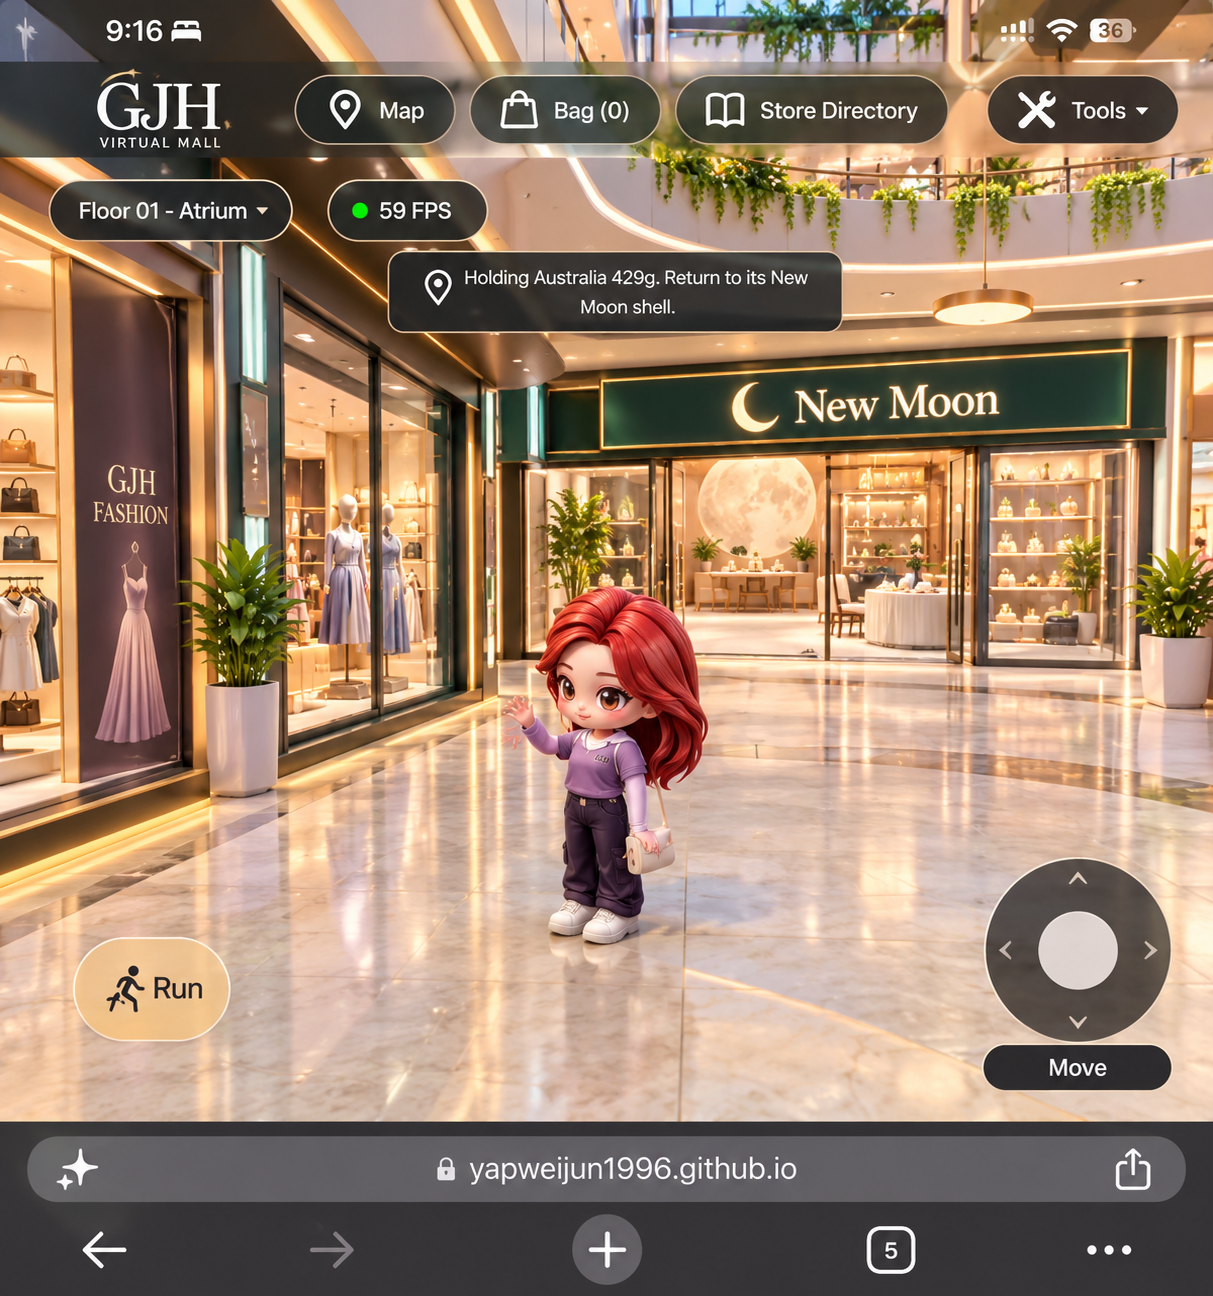 9:16
36
GJH
VIRTUAL MALL
Map
Bag (0)
Store Directory
Tools
Floor 01 - Atrium
59 FPS
Holding Australia 429g. Return to its New
Moon shell.
New Moon
GJH
FASHION
Run
Move
yapweijun1996.github.io
5